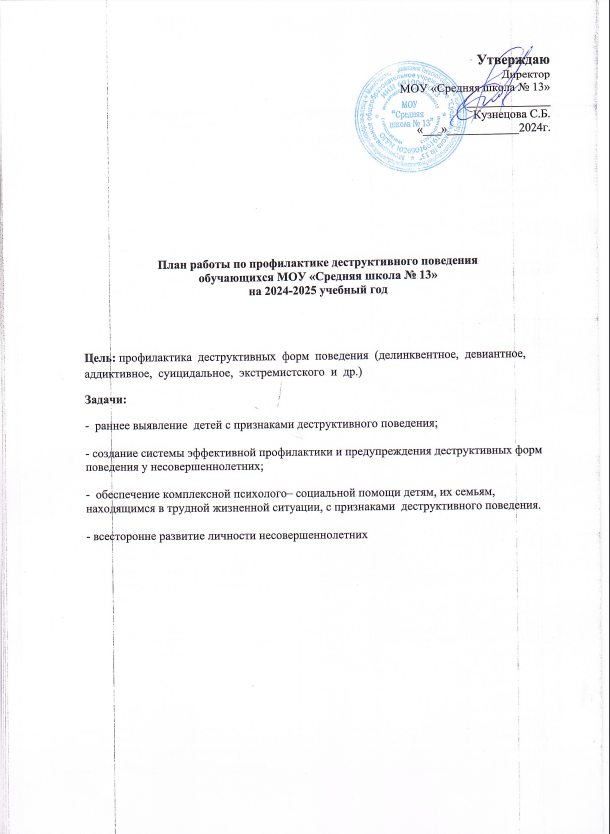 Утверждаю
Директор
МОУ «Средняя школа № 13»
Кузнецова С.Б.
«___»____________2024г.
МОУ
"Средняя
школа № 13"
План работы по профилактике деструктивного поведения
обучающихся МОУ «Средняя школа № 13»
на 2024-2025 учебный год
Цель: профилактика деструктивных форм поведения (делинквентное, девиантное,
аддиктивное, суицидальное, экстремистского и др.)
Задачи:
- раннее выявление детей с признаками деструктивного поведения;
- создание системы эффективной профилактики и предупреждения деструктивных форм
поведения у несовершеннолетних;
- обеспечение комплексной психолого– социальной помощи детям, их семьям,
находящимся в трудной жизненной ситуации, с признаками деструктивного поведения.
- всесторонне развитие личности несовершеннолетних